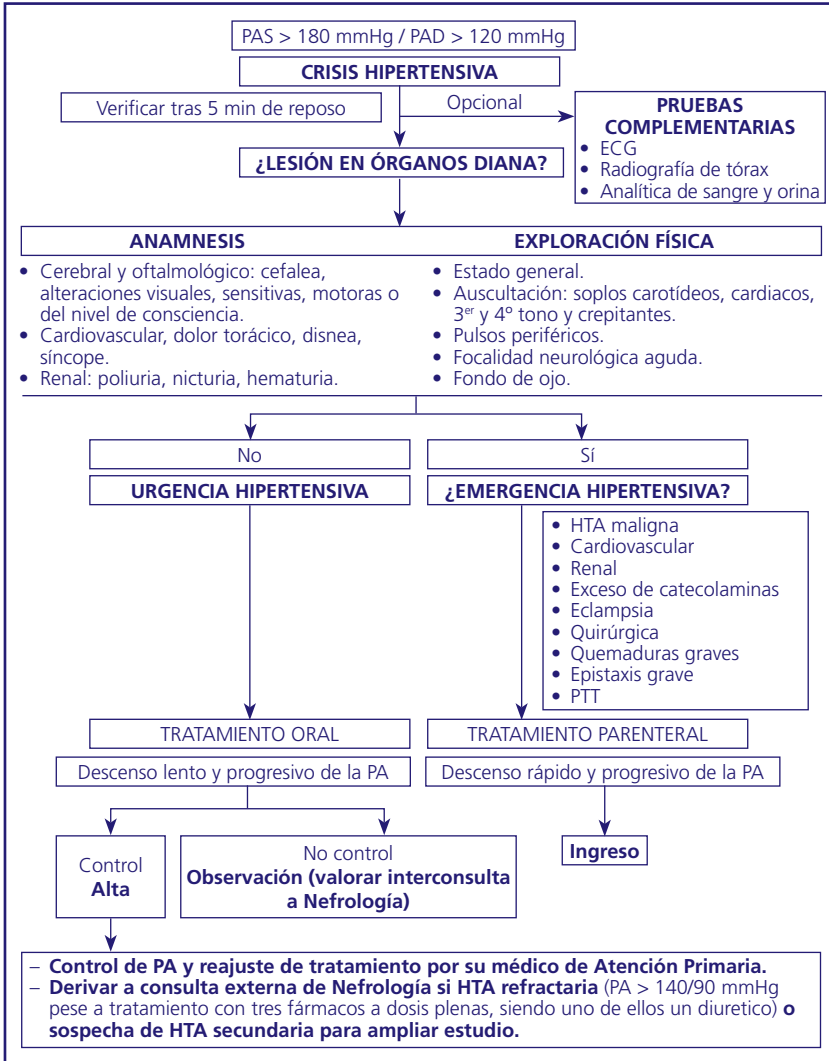 PAS > 180 mmHg / PAD > 120 mmHg
CRISIS HIPERTENSIVA
Verificar tras 5 min de reposo
Opcional
PRUEBAS
COMPLEMENTARIAS
• ECG
• Radiografía de tórax
• Analítica de sangre y orina
¿LESIÓN EN ÓRGANOS DIANA?
ANAMNESIS
• Cerebral y oftalmológico: cefalea,
alteraciones visuales, sensitivas, motoras o
del nivel de consciencia.
• Cardiovascular, dolor torácico, disnea,
síncope.
• Renal: poliuria, nicturia, hematuria.
EXPLORACIÓN FÍSICA
• Estado general.
• Auscultación: soplos carotídeos, cardiacos,
3er y 4º tono y crepitantes.
• Pulsos periféricos.
• Focalidad neurológica aguda.
• Fondo de ojo.
No
URGENCIA HIPERTENSIVA
Sí
¿EMERGENCIA HIPERTENSIVA?
• HTA maligna
• Cardiovascular
• Renal
• Exceso de catecolaminas
• Eclampsia
• Quirúrgica
• Quemaduras graves
• Epistaxis grave
• PTT
TRATAMIENTO ORAL
Descenso lento y progresivo de la PA
TRATAMIENTO PARENTERAL
Descenso rápido y progresivo de la PA
Control
Alta
No control
Observación (valorar interconsulta
a Nefrología)
Ingreso
– Control de PA y reajuste de tratamiento por su médico de Atención Primaria.
– Derivar a consulta externa de Nefrología si HTA refractaria (PA > 140/90 mmHg
pese a tratamiento con tres fármacos a dosis plenas, siendo uno de ellos un diuretico) o
sospecha de HTA secundaria para ampliar estudio.